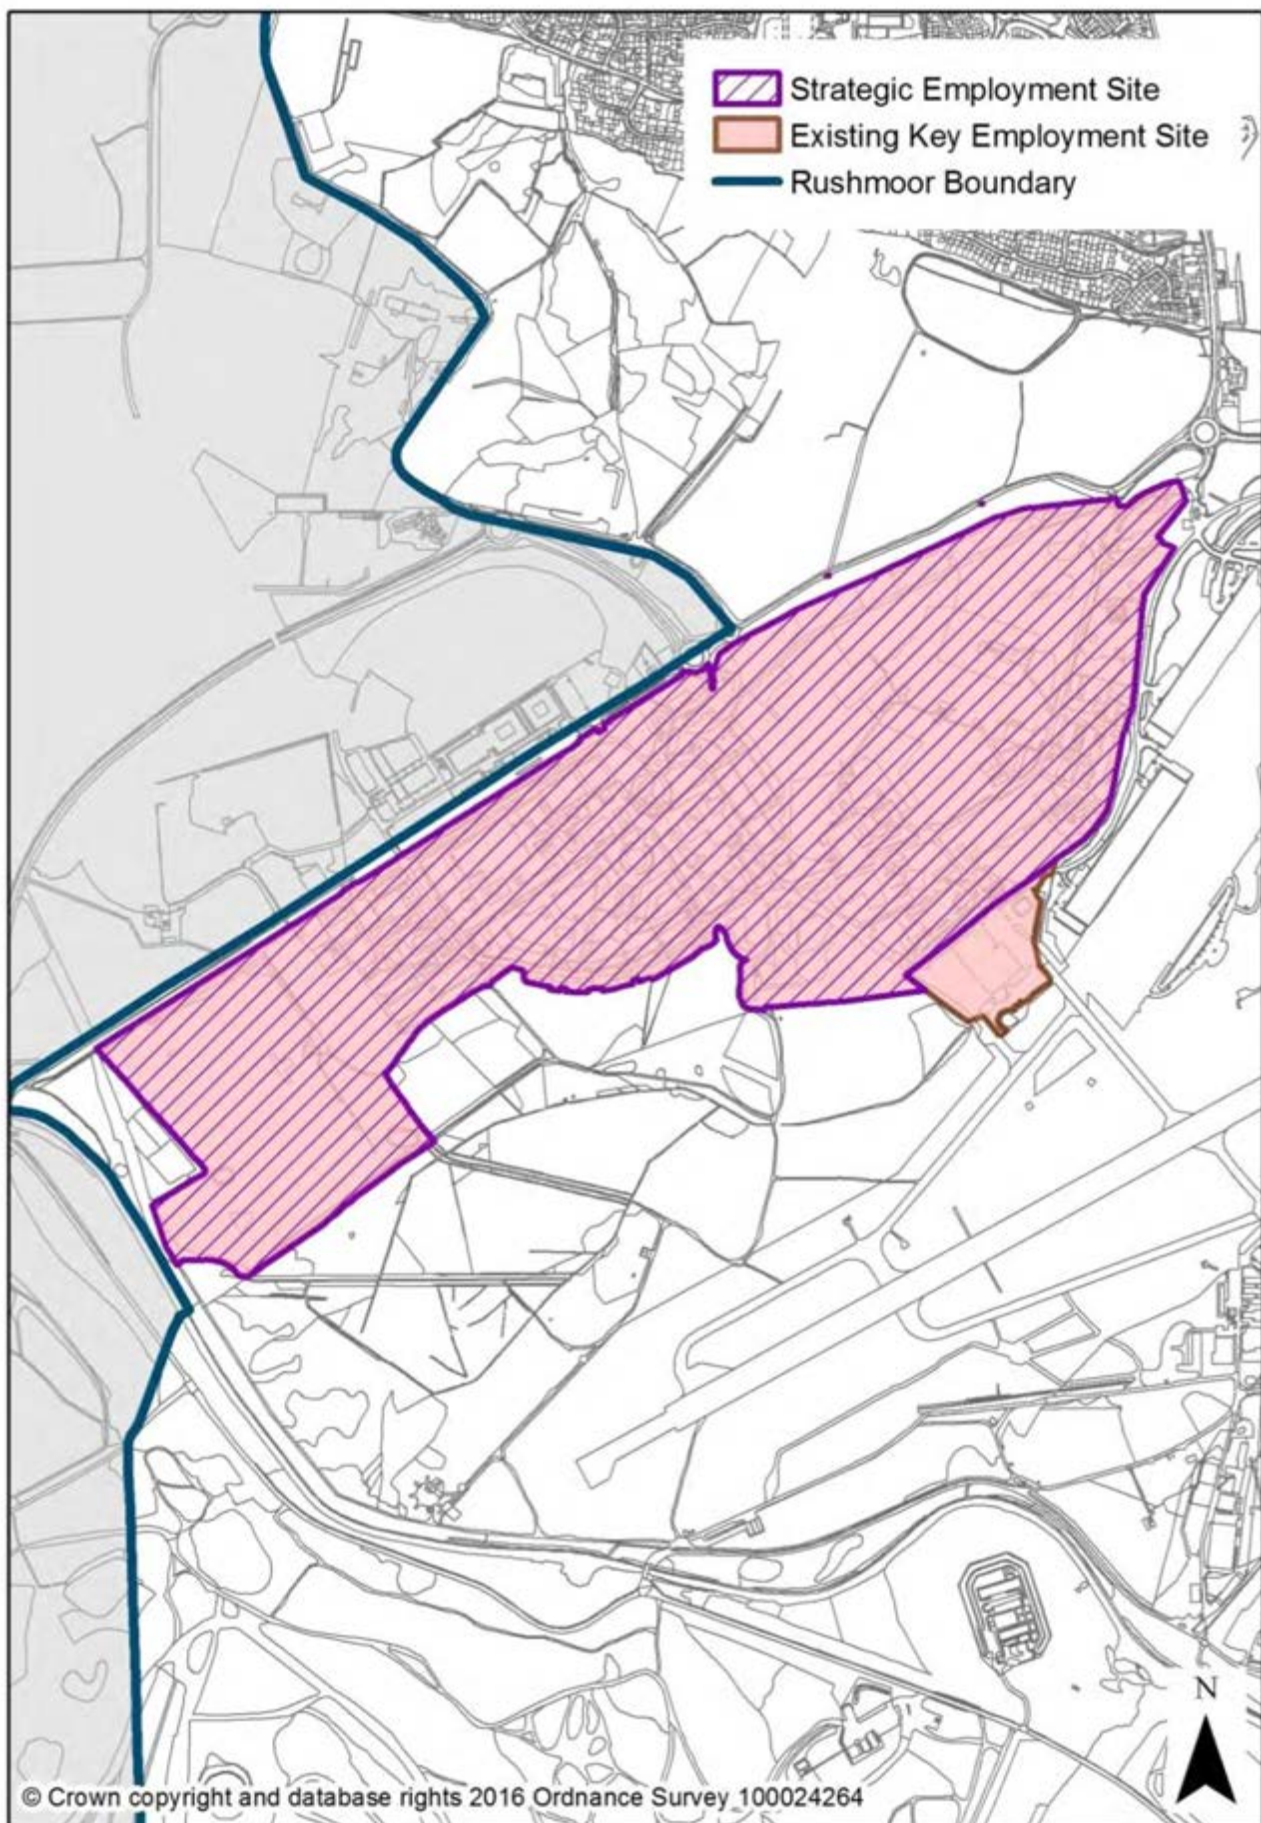 Strategic Employment Site
Existing Key Employment Site
Rushmoor Boundary
N
© Crown copyright and database rights 2016 Ordnance Survey 100024264